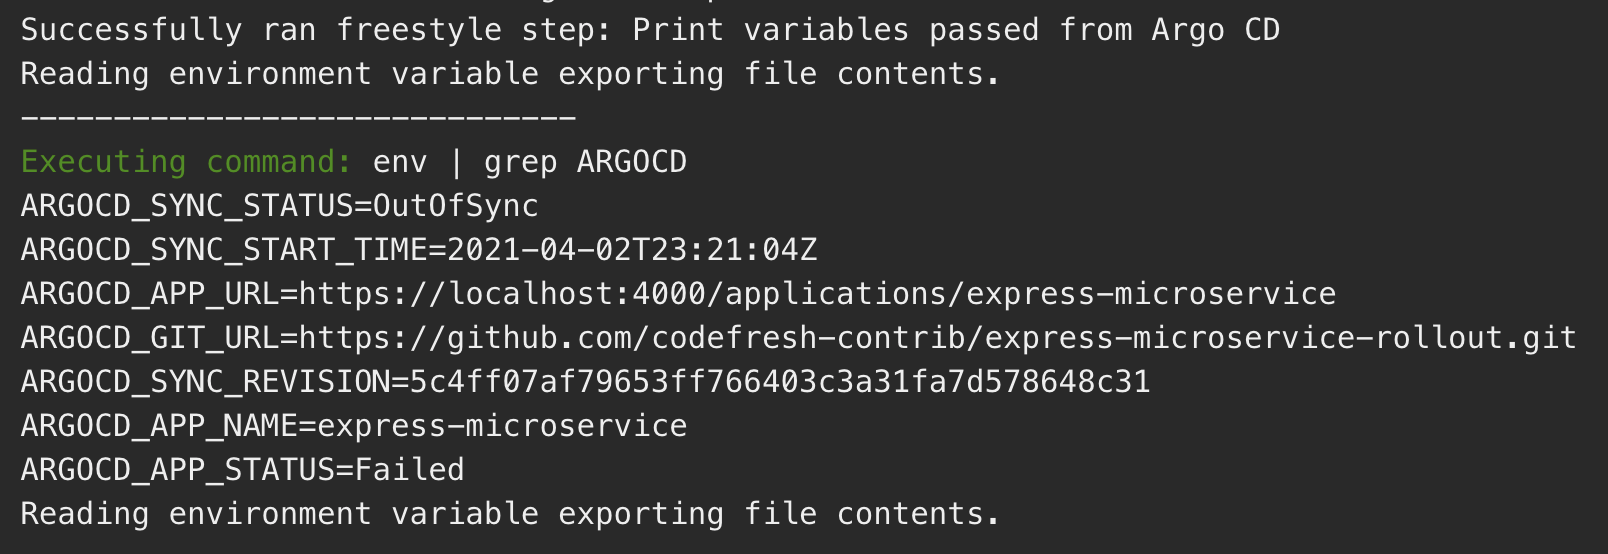 Successfully ran freestyle step: Print variables passed from Argo CD
Reading environment variable exporting file contents.
------------------------------
Executing command: env | grep ARGOCD
ARGOCD_SYNC_STATUS=OutOfSync
ARGOCD_SYNC_START_TIME=2021-04-02T23:21:04Z
ARGOCD_APP_URL=https://localhost:4000/applications/express-microservice
ARGOCD_GIT_URL=https://github.com/codefresh-contrib/express-microservice-rollout.git
ARGOCD_SYNC_REVISION=5c4ff07af79653ff766403c3a31fa7d578648c31
ARGOCD_APP_NAME=express-microservice
ARGOCD_APP_STATUS=Failed
Reading environment variable exporting file contents.